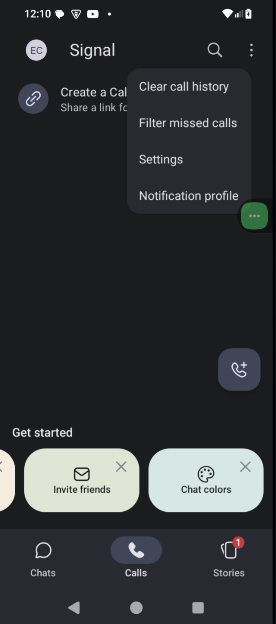 12:10
EC
Signal
Clear call history
Create a Cal
Share a link fo
Filter missed calls
Settings
Notification profile
Get started
Invite friends
Chat colors
1
Chats
Calls
Stories